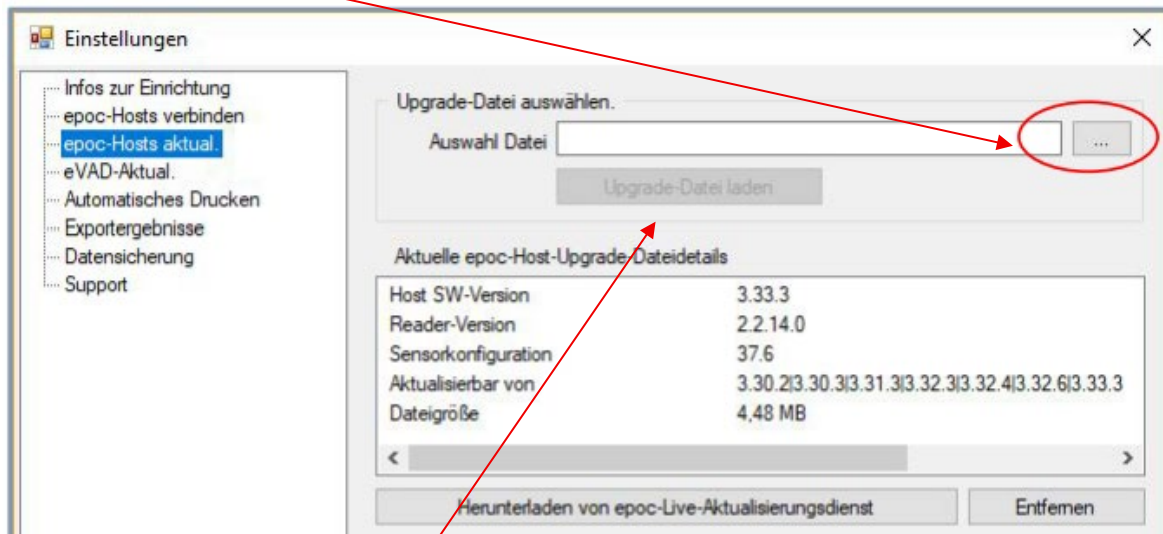 Einstellungen
Infos zur Einrichtung
epoc-Hosts verbinden
epoc-Hosts aktual.
eVAD-Aktual.
Automatisches Drucken
Exportergebnisse
Datensicherung
Support
Upgrade-Datei auswählen.
Auswahl Datei
...
Upgrade-Datei laden
Aktuelle epoc-Host-Upgrade-Dateidetails
Host SW-Version 3.33.3
Reader-Version 2.2.14.0
Sensorkonfiguration 37.6
Aktualisierbar von 3.30.2|3.30.3|3.31.3|3.32.3|3.32.4|3.32.6|3.33.3
Dateigröße 4,48 MB
Herunterladen von epoc-Live-Aktualisierungsdienst Entfernen